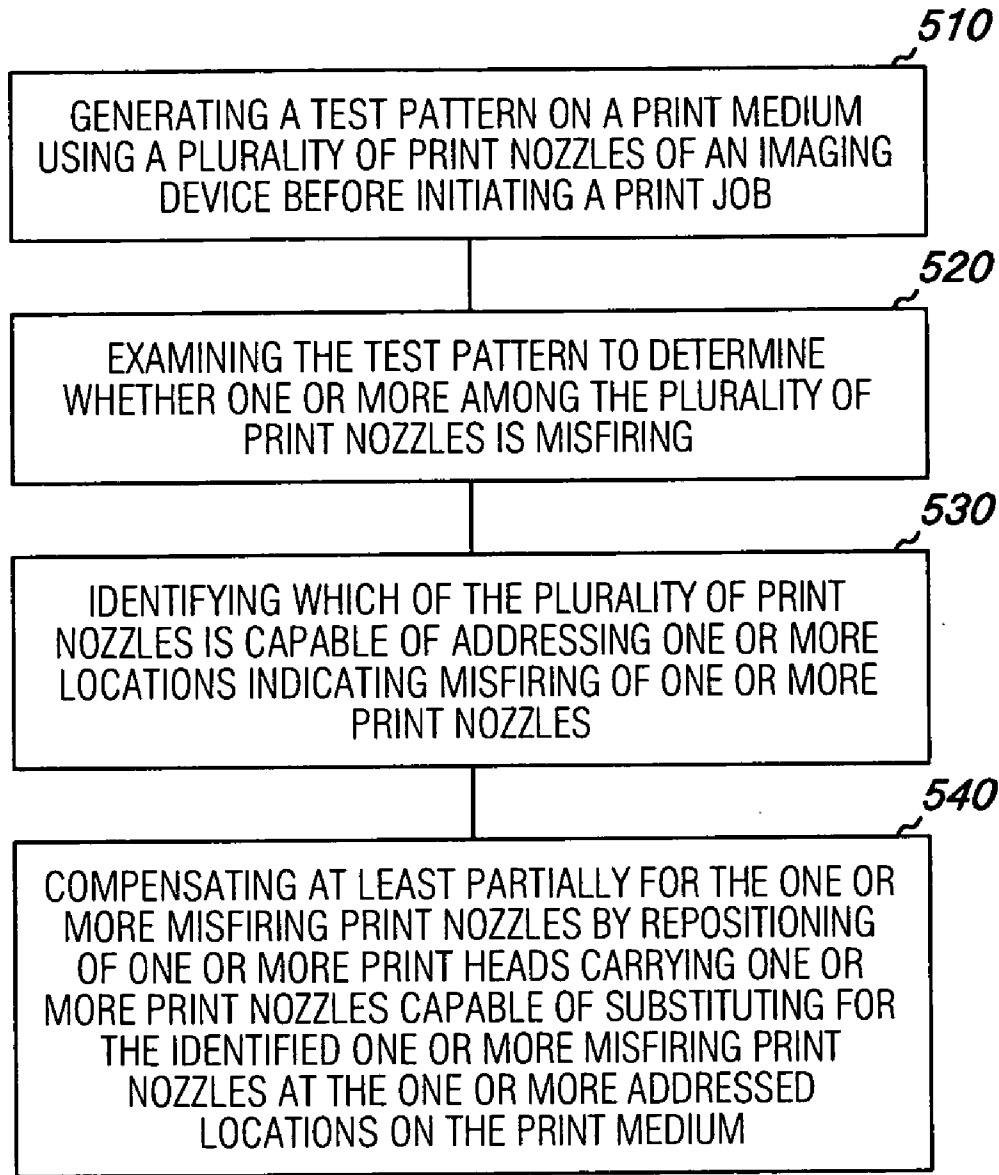 510
GENERATING A TEST PATTERN ON A PRINT MEDIUM
USING A PLURALITY OF PRINT NOZZLES OF AN IMAGING
DEVICE BEFORE INITIATING A PRINT JOB
520
EXAMINING THE TEST PATTERN TO DETERMINE
WHETHER ONE OR MORE AMONG THE PLURALITY OF
PRINT NOZZLES IS MISFIRING
530
IDENTIFYING WHICH OF THE PLURALITY OF PRINT
NOZZLES IS CAPABLE OF ADDRESSING ONE OR MORE
LOCATIONS INDICATING MISFIRING OF ONE OR MORE
PRINT NOZZLES
540
COMPENSATING AT LEAST PARTIALLY FOR THE ONE OR
MORE MISFIRING PRINT NOZZLES BY REPOSITIONING
OF ONE OR MORE PRINT HEADS CARRYING ONE OR
MORE PRINT NOZZLES CAPABLE OF SUBSTITUTING FOR
THE IDENTIFIED ONE OR MORE MISFIRING PRINT
NOZZLES AT THE ONE OR MORE ADDRESSED
LOCATIONS ON THE PRINT MEDIUM